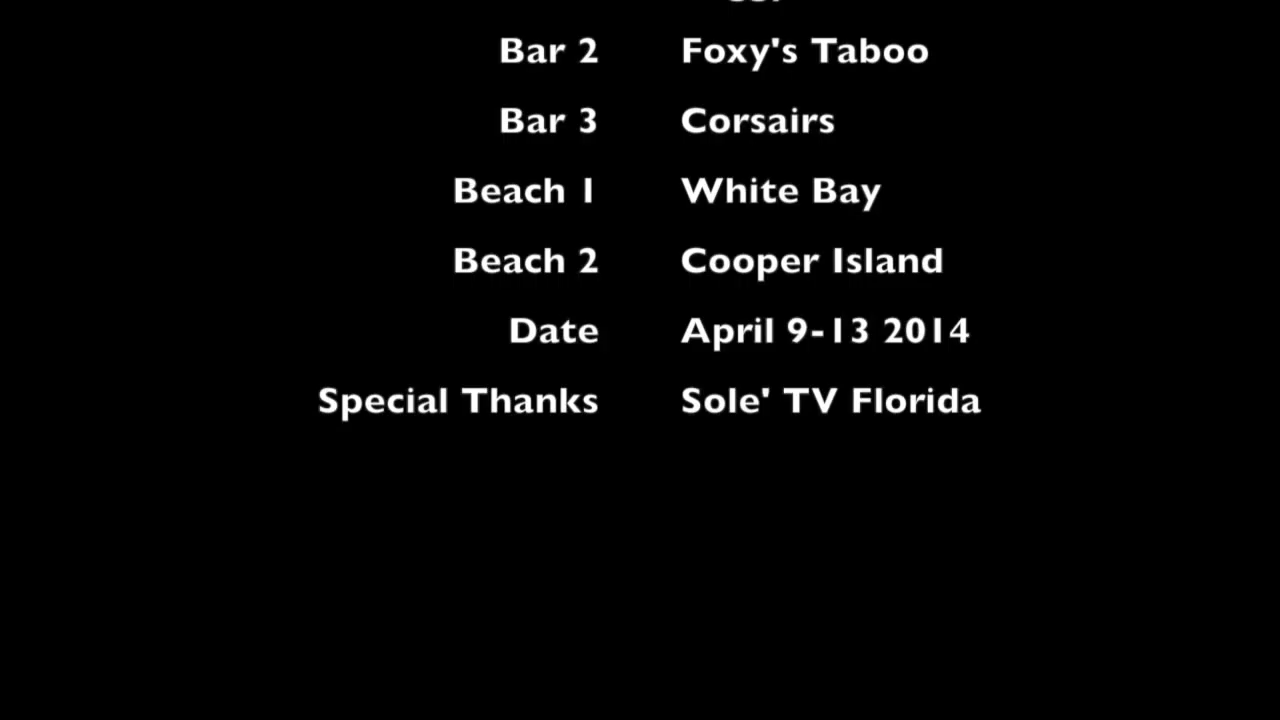 Bar 2 Foxy's Taboo
Bar 3 Corsairs
Beach 1 White Bay
Beach 2 Cooper Island
Date April 9-13 2014
Special Thanks Sole' TV Florida